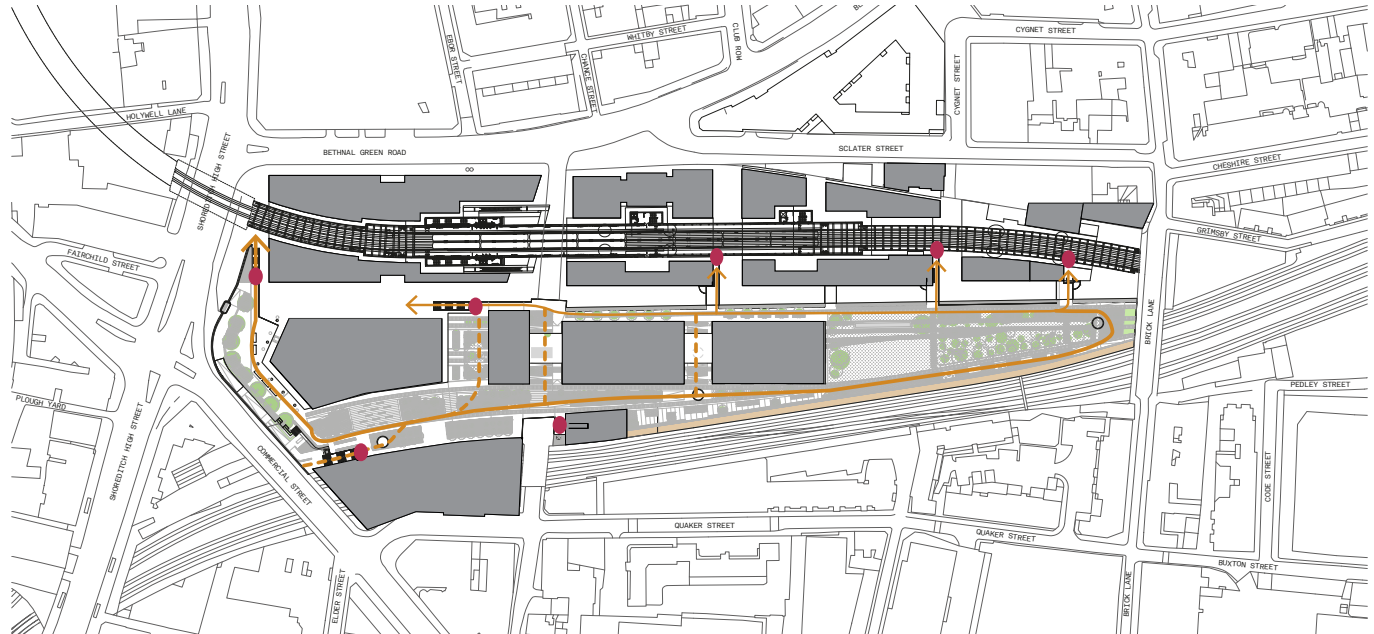 CYGNET STREET
WHITBY STREET
CLUB ROW
EBOR STREET
CHANCE STREET
CYGNET STREET
HOLYWELL LANE
SHOREDITCH HIGH STREET
BETHNAL GREEN ROAD
SCLATER STREET
CHESHIRE STREET
GRIMSBY STREET
FAIRCHILD STREET
BRICK LANE
PEDLEY STREET
PLOUGH YARD
SHOREDITCH HIGH STREET
COMMERCIAL STREET
CODE STREET
QUAKER STREET
QUAKER STREET
BUXTON STREET
ELDER STREET
BRICK LANE